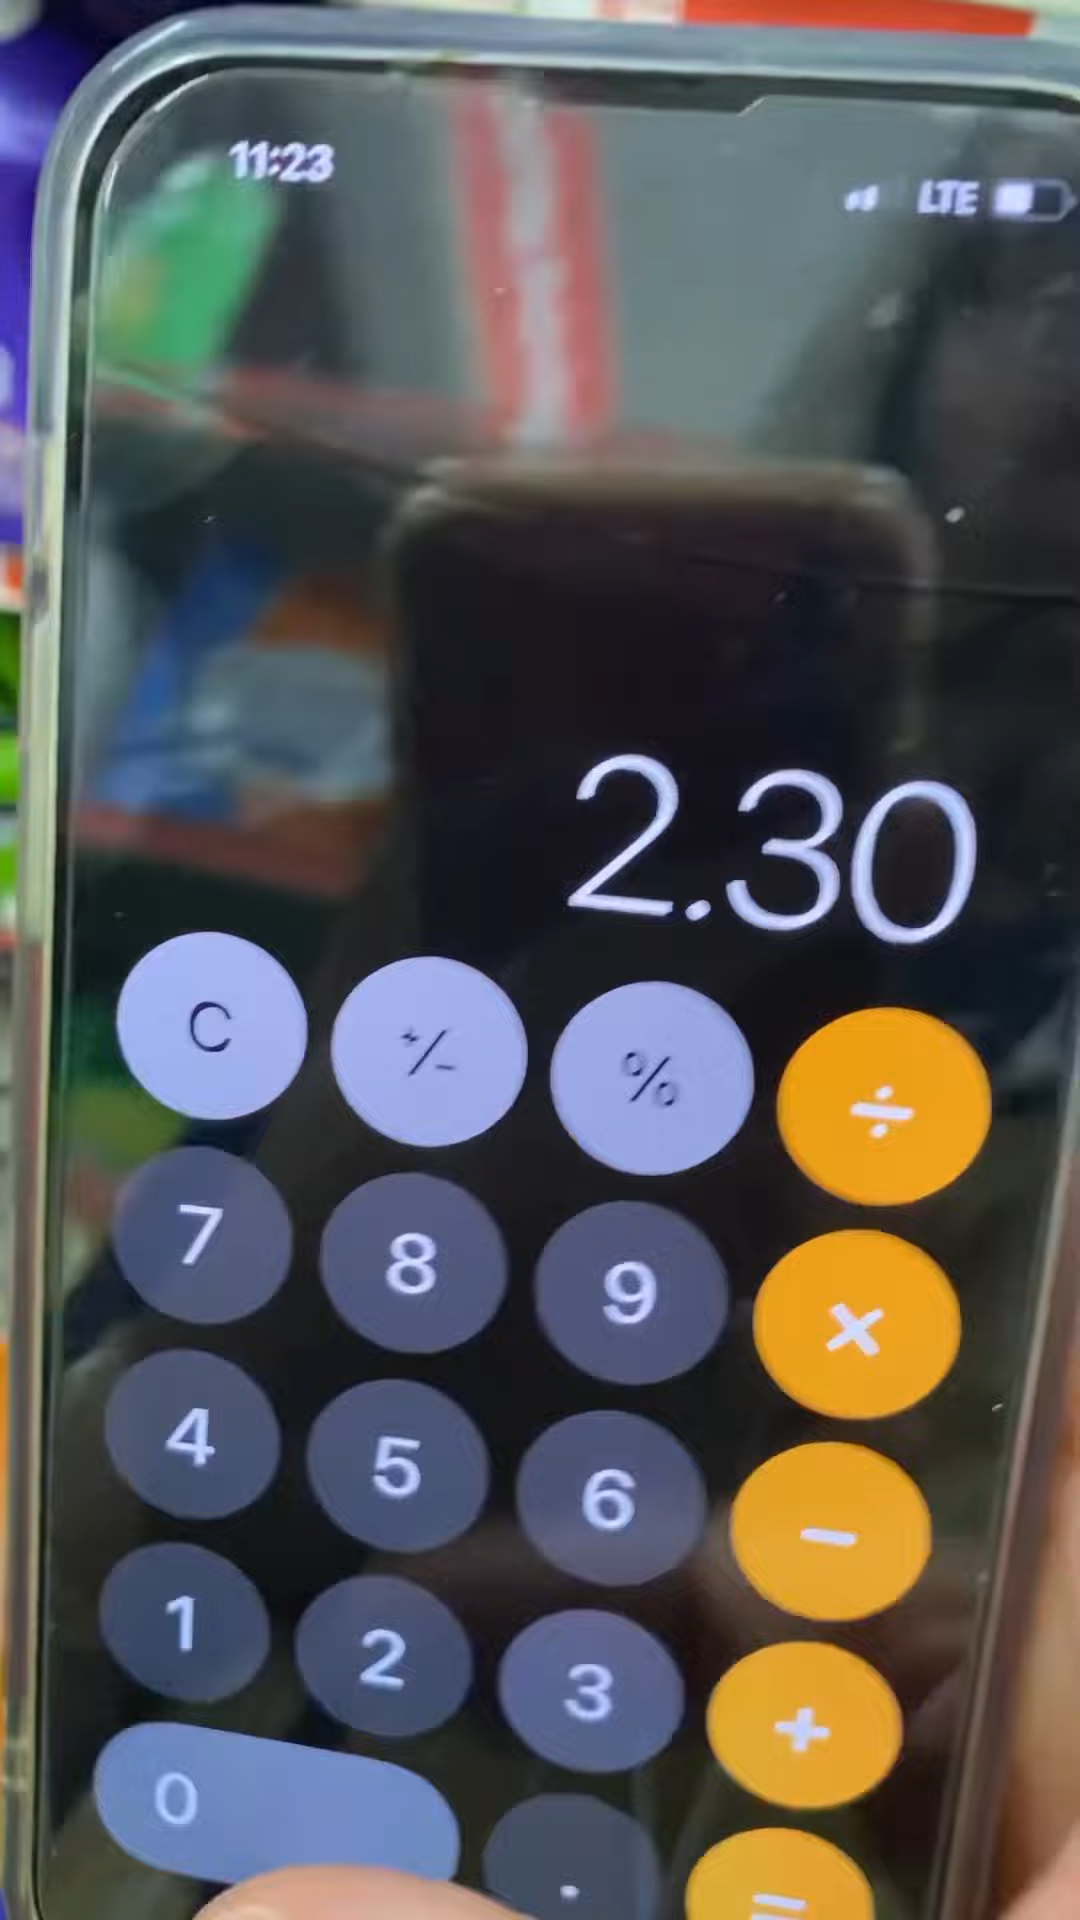 11:23
LTE
2.30
C +/- % ÷
7 8 9 ×
4 5 6 −
1 2 3 +
0 . =